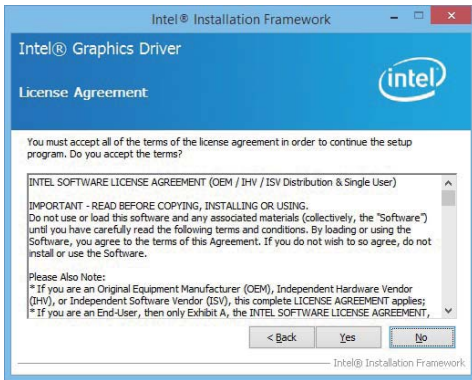 Intel® Installation Framework
Intel® Graphics Driver
License Agreement
intel
You must accept all of the terms of the license agreement in order to continue the setup
program. Do you accept the terms?
INTEL SOFTWARE LICENSE AGREEMENT (OEM / IHV / ISV Distribution & Single User)
IMPORTANT - READ BEFORE COPYING, INSTALLING OR USING.
Do not use or load this software and any associated materials (collectively, the "Software")
until you have carefully read the following terms and conditions. By loading or using the
Software, you agree to the terms of this Agreement. If you do not wish to so agree, do not
install or use the Software.
Please Also Note:
* If you are an Original Equipment Manufacturer (OEM), Independent Hardware Vendor
(IHV), or Independent Software Vendor (ISV), this complete LICENSE AGREEMENT applies;
* If you are an End-User, then only Exhibit A, the INTEL SOFTWARE LICENSE AGREEMENT,
< Back Yes No
Intel® Installation Framework